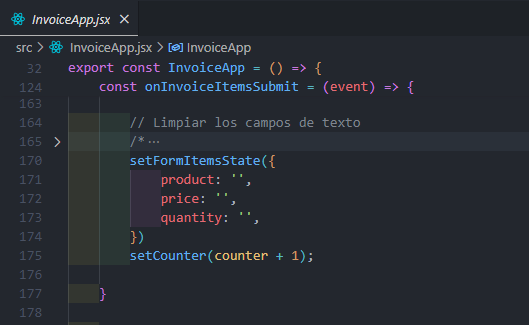 InvoiceApp.jsx ×
src > InvoiceApp.jsx > InvoiceApp
32 export const InvoiceApp = () => {
124 const onInvoiceItemsSubmit = (event) => {
163
164 // Limpiar los campos de texto
165 > /* ···
170 setFormItemsState({
171 product: '',
172 price: '',
173 quantity: '',
174 })
175 setCounter(counter + 1);
176
177 }
178